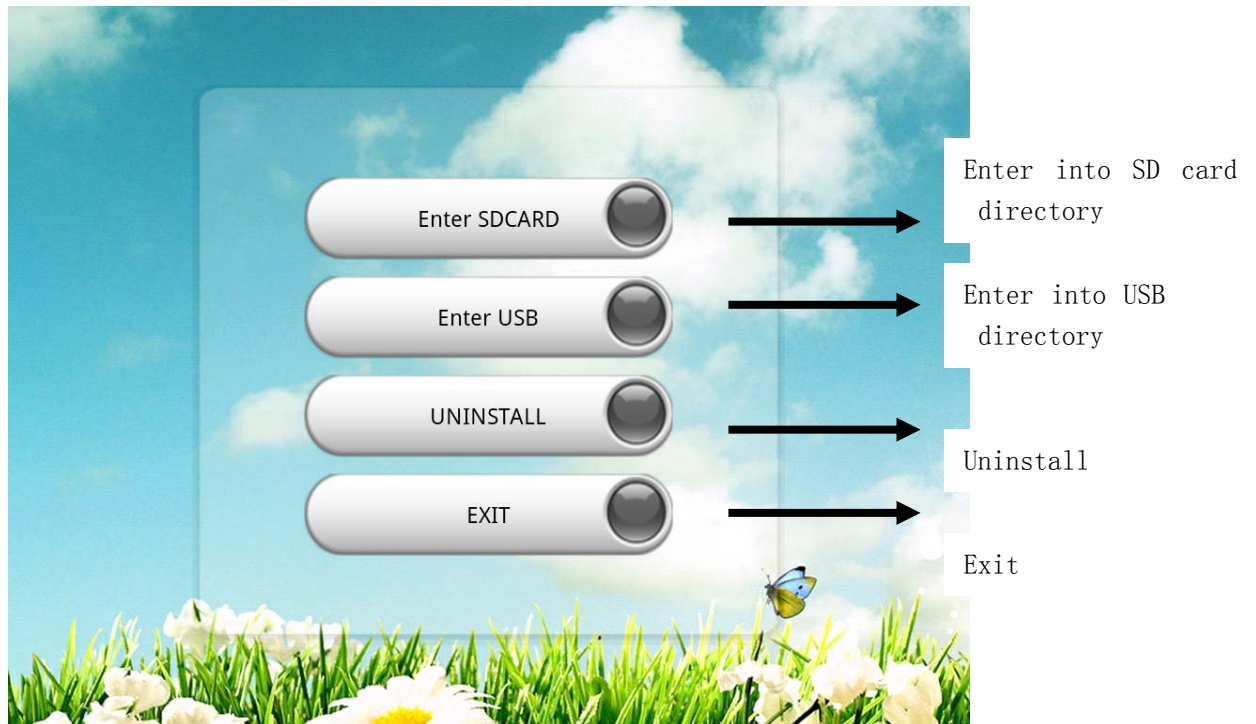 Enter SDCARD
Enter into SD card
directory
Enter USB
Enter into USB
directory
UNINSTALL
Uninstall
EXIT
Exit